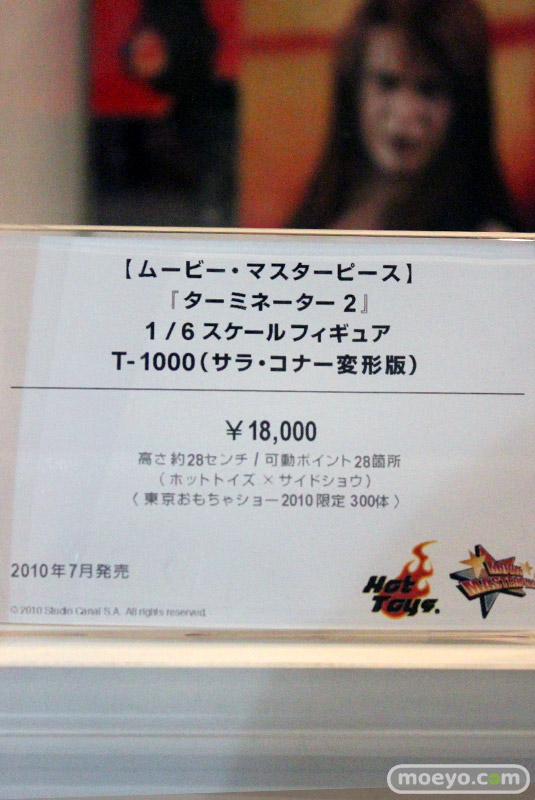 【ムービー・マスターピース】
『ターミネーター2』
1/6スケールフィギュア
T-1000(サラ・コナー変形版)
￥18,000
高さ約28センチ / 可動ポイント28箇所
(ホットトイズ × サイドショウ)
〈東京おもちゃショー2010限定 300体〉
2010年7月発売
© 2010 Studio Canal S.A. All rights reserved.
Hot Toys.
MOVIE MASTERPIECE
moeyo.com